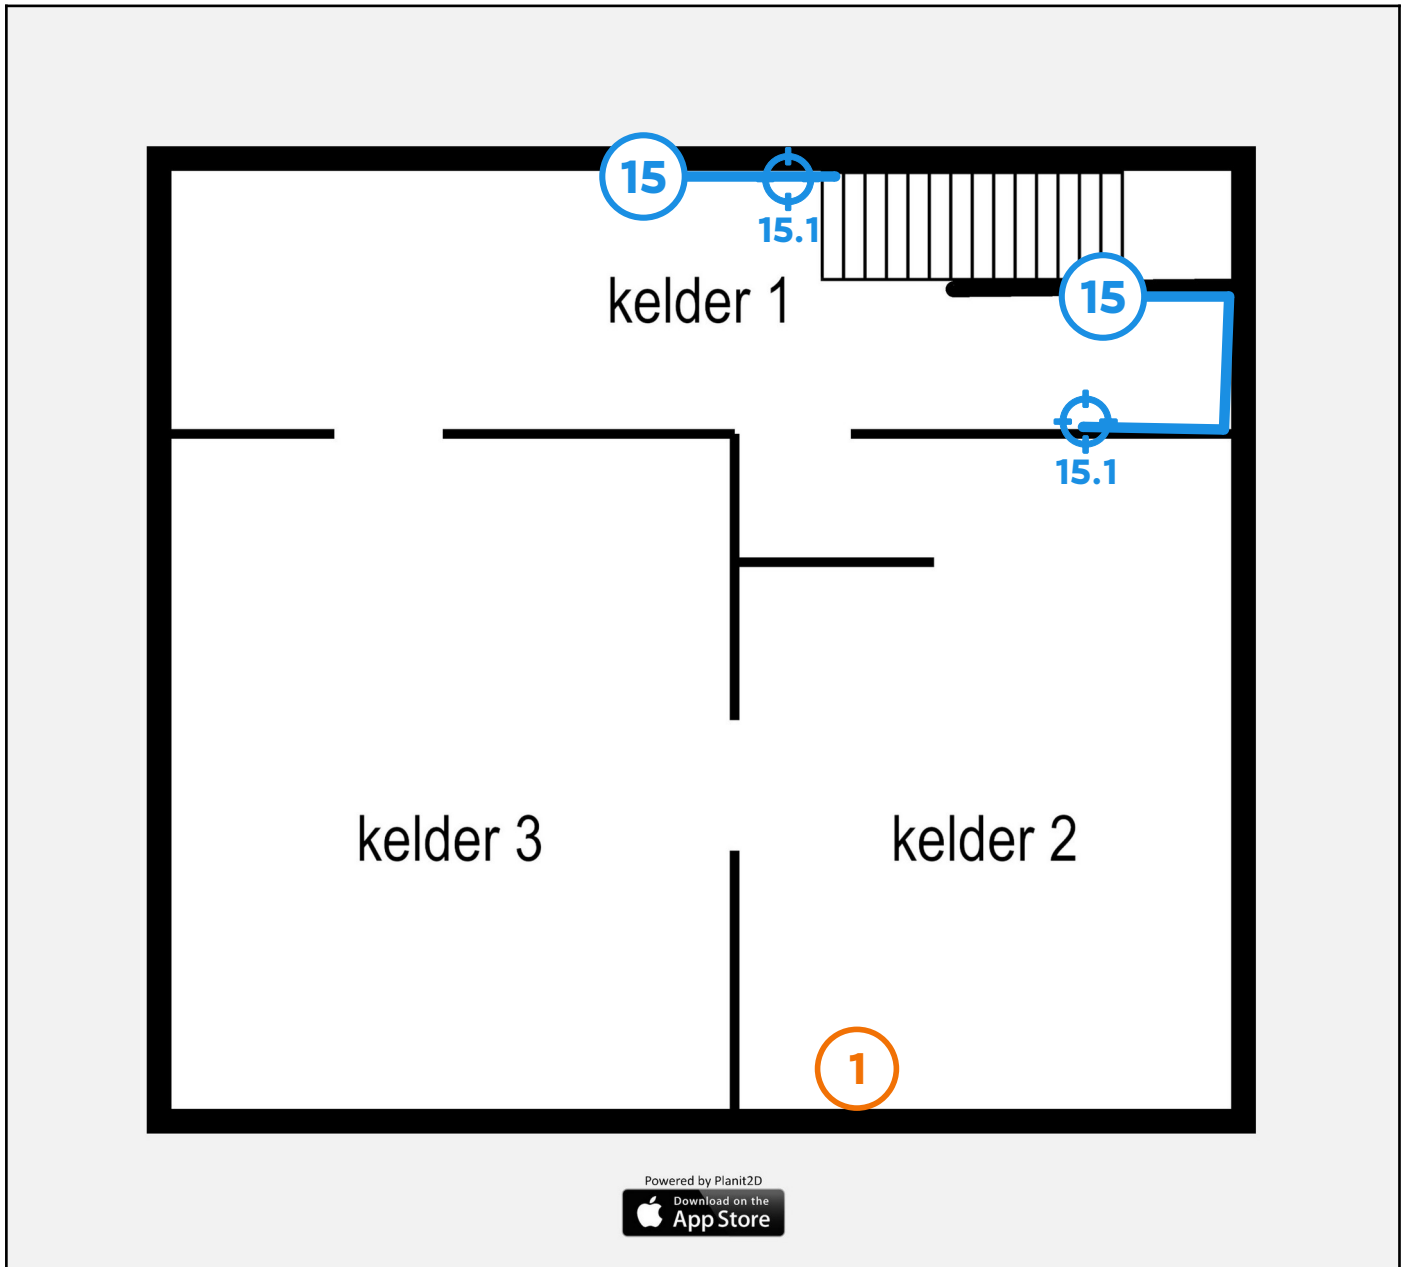 15
15.1
kelder 1
15
15.1
kelder 3
kelder 2
1
Powered by Planit2D
Download on the
App Store